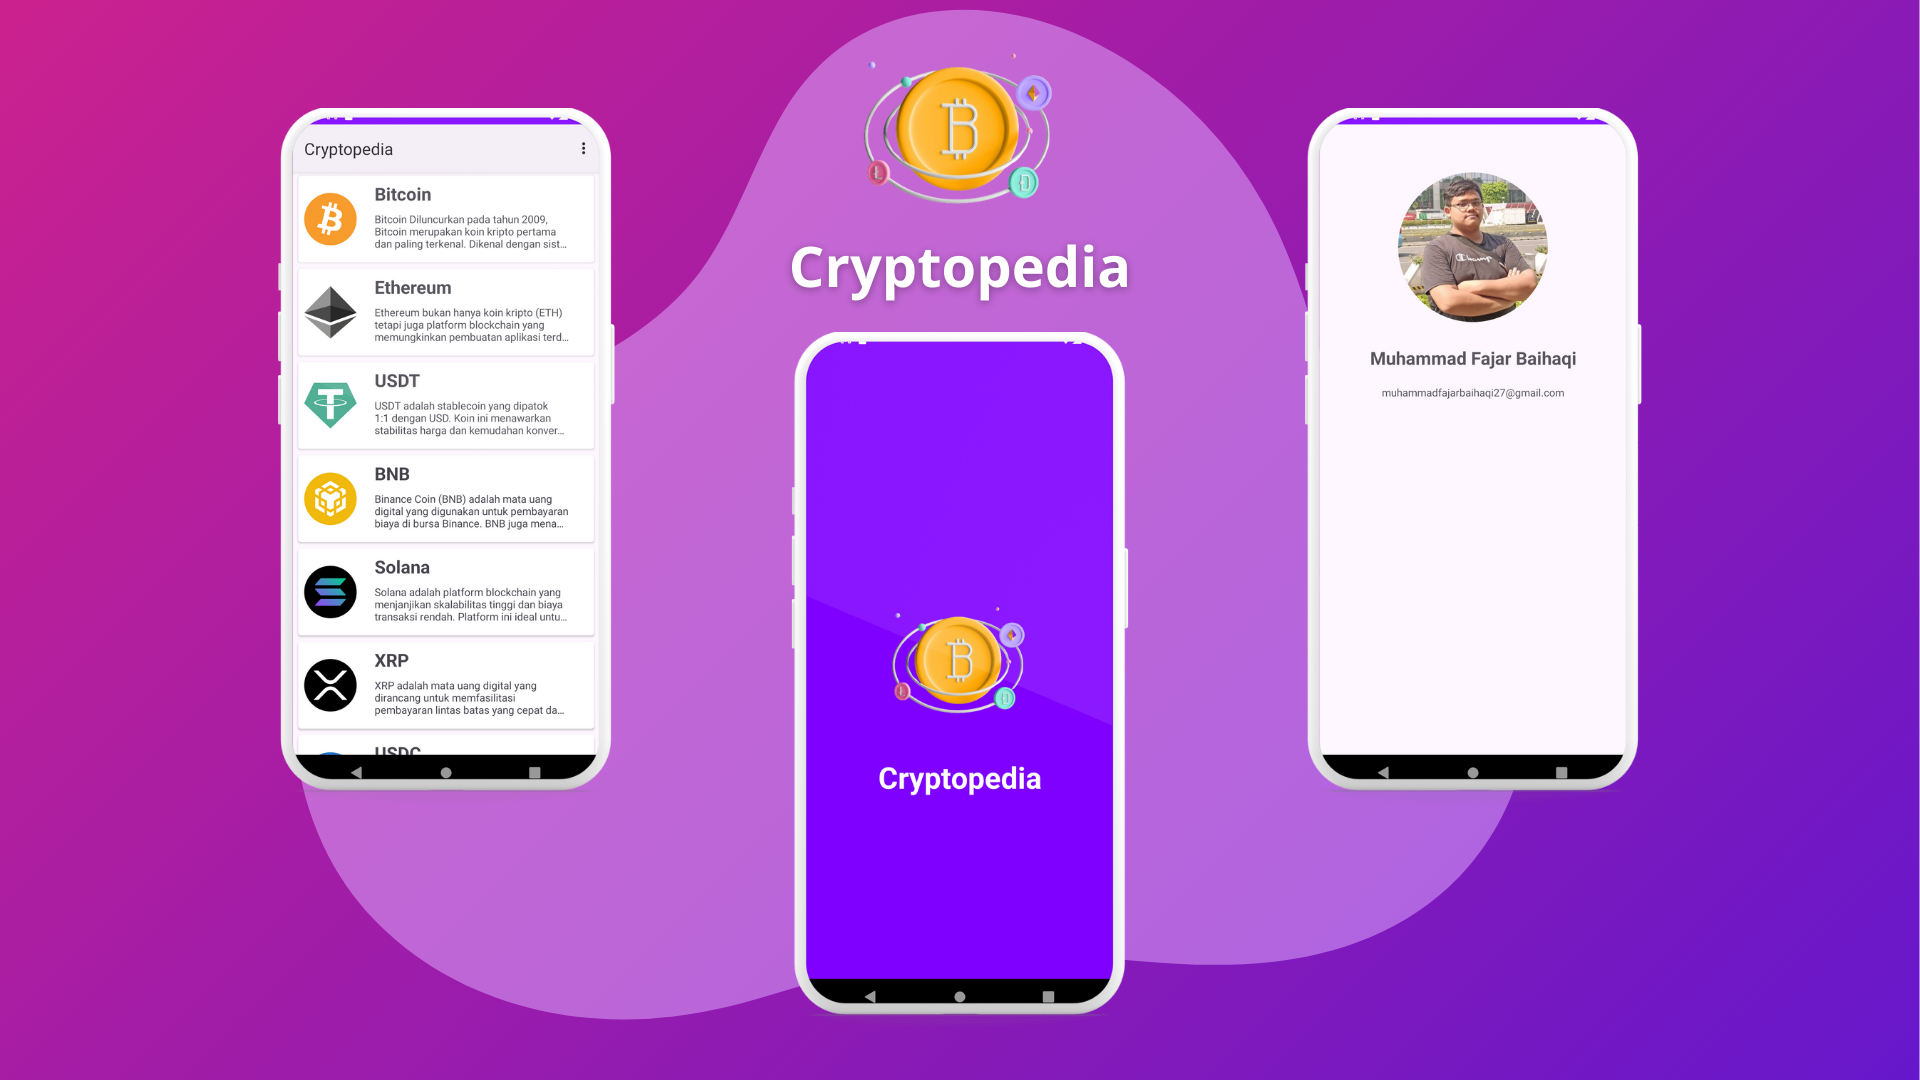 Cryptopedia
Bitcoin
Bitcoin Diluncurkan pada tahun 2009,
Bitcoin merupakan koin kripto pertama
dan paling terkenal. Dikenal dengan sist...
Ethereum
Ethereum bukan hanya koin kripto (ETH)
tetapi juga platform blockchain yang
memungkinkan pembuatan aplikasi terd...
USDT
USDT adalah stablecoin yang dipatok
1:1 dengan USD. Koin ini menawarkan
stabilitas harga dan kemudahan konver...
BNB
Binance Coin (BNB) adalah mata uang
digital yang digunakan untuk pembayaran
biaya di bursa Binance. BNB juga mena...
Solana
Solana adalah platform blockchain yang
menjanjikan skalabilitas tinggi dan biaya
transaksi rendah. Platform ini ideal untu...
XRP
XRP adalah mata uang digital yang
dirancang untuk memfasilitasi
pembayaran lintas batas yang cepat da...
USDC
Cryptopedia
Cryptopedia
Champion
Muhammad Fajar Baihaqi
muhammadfajarbaihaqi27@gmail.com